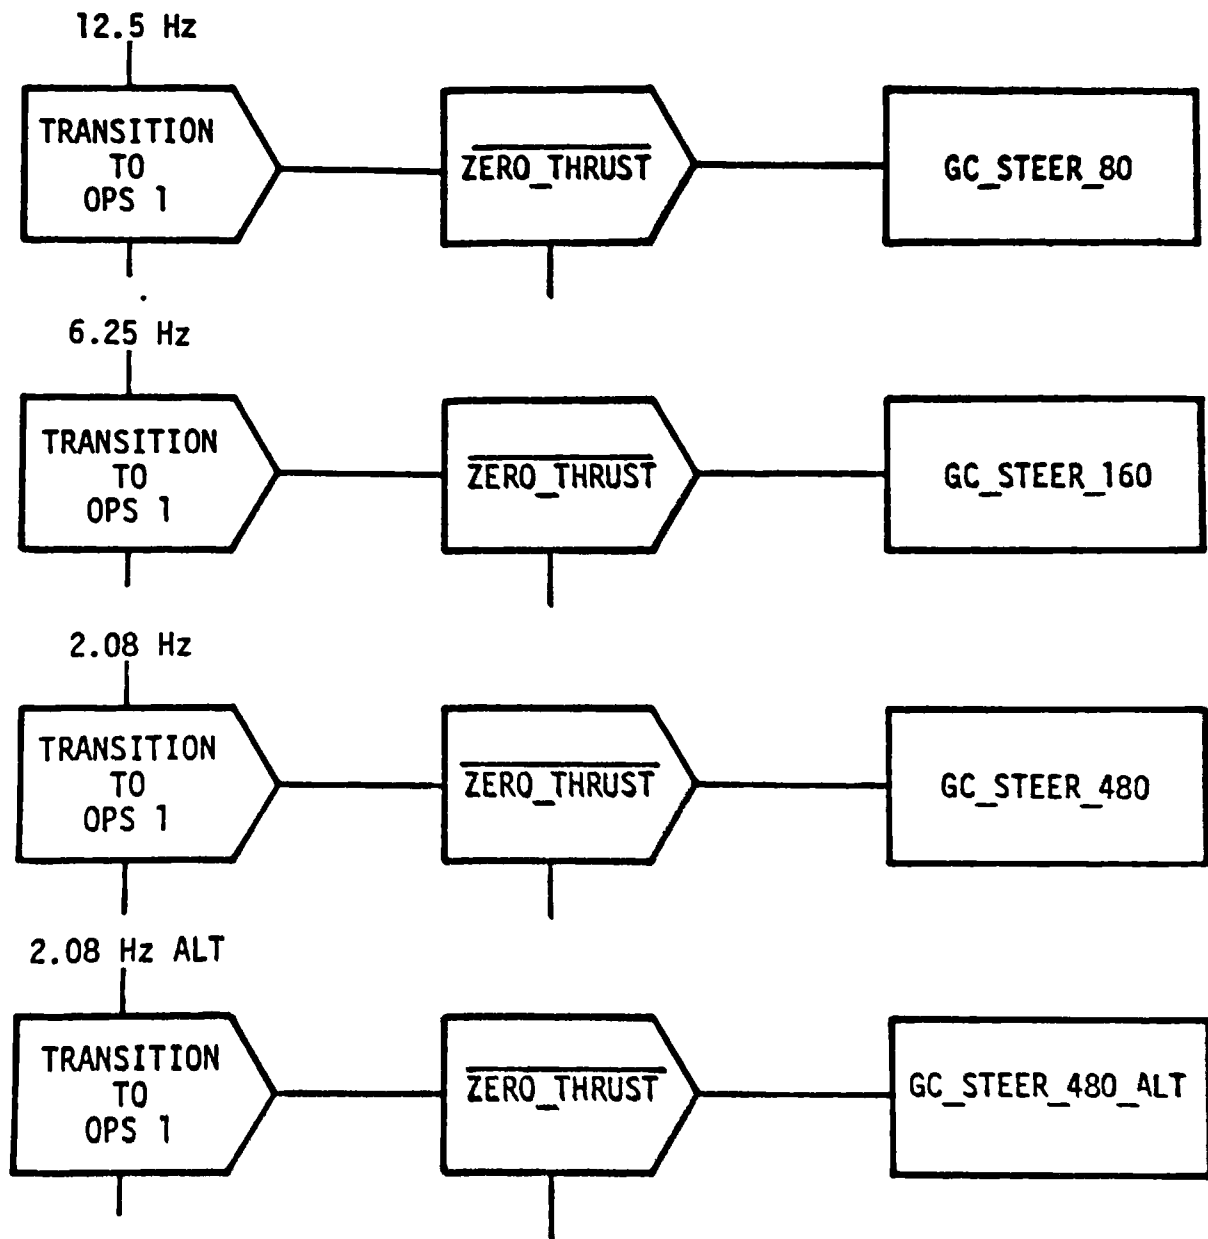 12.5 Hz
TRANSITION
TO
OPS 1
ZERO_THRUST
GC_STEER_80
6.25 Hz
TRANSITION
TO
OPS 1
ZERO_THRUST
GC_STEER_160
2.08 Hz
TRANSITION
TO
OPS 1
ZERO_THRUST
GC_STEER_480
2.08 Hz ALT
TRANSITION
TO
OPS 1
ZERO_THRUST
GC_STEER_480_ALT